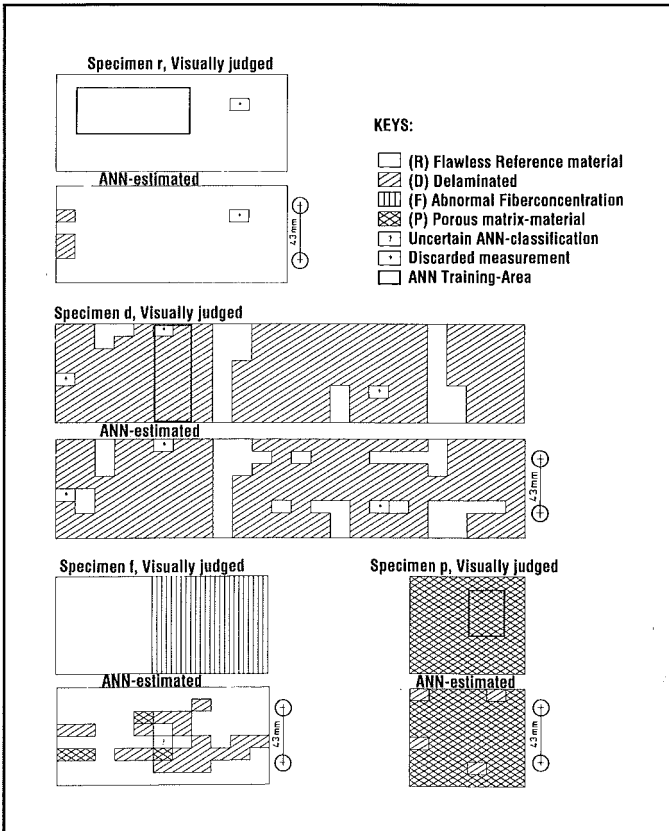 Specimen r, Visually judged
ANN-estimated
43mm
KEYS:
(R) Flawless Reference material
(D) Delaminated
(F) Abnormal Fiberconcentration
(P) Porous matrix-material
? Uncertain ANN-classification
* Discarded measurement
ANN Training-Area
Specimen d, Visually judged
ANN-estimated
43mm
Specimen f, Visually judged
ANN-estimated
43mm
Specimen p, Visually judged
ANN-estimated
43mm